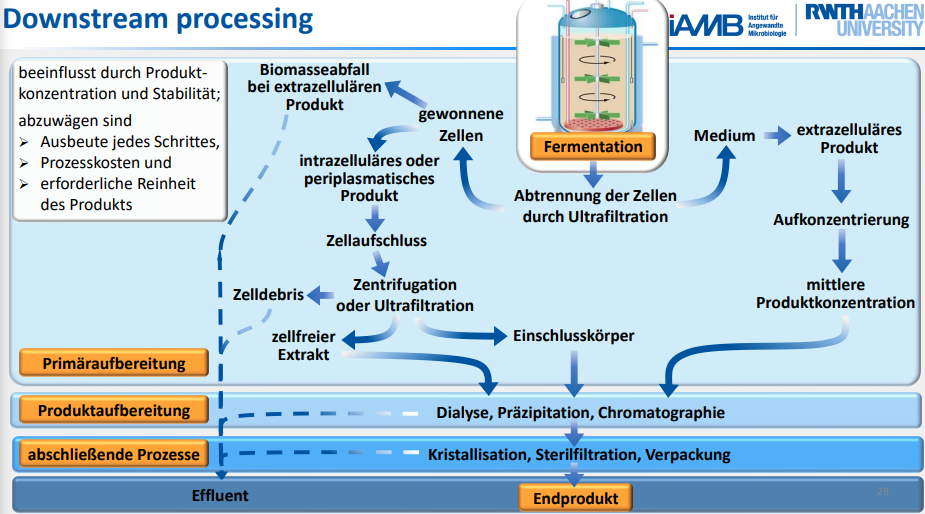 Downstream processing
iAMB Institut für
Angewandte
Mikrobiologie
RWTHAACHEN
UNIVERSITY
beeinflusst durch Produkt-
konzentration und Stabilität;
abzuwägen sind
Ausbeute jedes Schrittes,
Prozesskosten und
erforderliche Reinheit
des Produkts
Biomasseabfall
bei extrazellulären
Produkt
gewonnene
Zellen
Fermentation
Medium
extrazelluläres
Produkt
intrazelluläres oder
periplasmatisches
Produkt
Abtrennung der Zellen
durch Ultrafiltration
Aufkonzentrierung
Zellaufschluss
Zelldebris
Zentrifugation
oder Ultrafiltration
mittlere
Produktkonzentration
zellfreier
Extrakt
Einschlusskörper
Primäraufbereitung
Produktaufbereitung
Dialyse, Präzipitation, Chromatographie
abschließende Prozesse
Kristallisation, Sterilfiltration, Verpackung
Effluent
Endprodukt
28